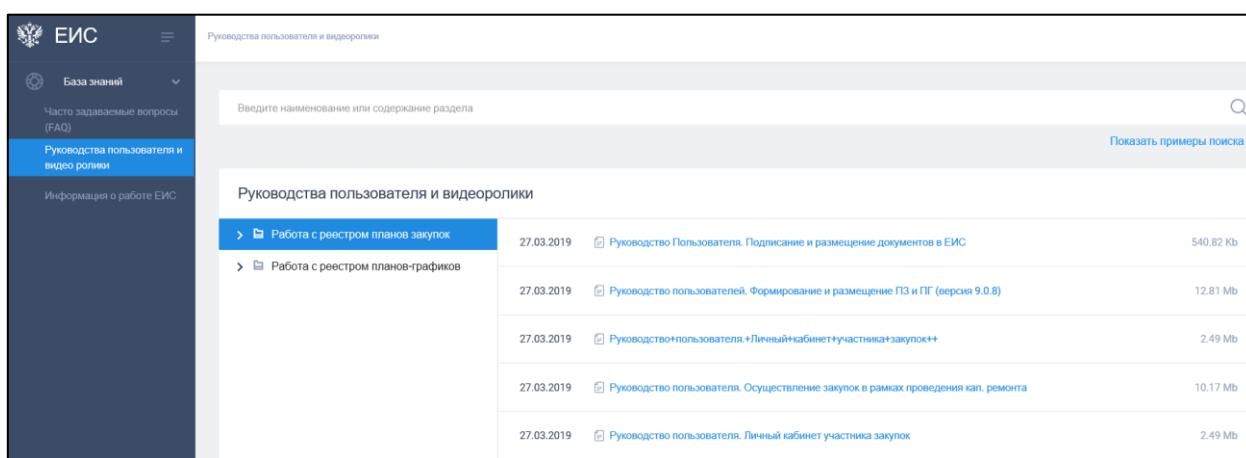 ЕИС
Руководства пользователя и видеоролики
База знаний
Часто задаваемые вопросы
(FAQ)
Руководства пользователя и
видео ролики
Информация о работе ЕИС
Введите наименование или содержание раздела
Показать примеры поиска
Руководства пользователя и видеоролики
Работа с реестром планов закупок
Работа с реестром планов-графиков
27.03.2019 Руководство Пользователя. Подписание и размещение документов в ЕИС 540.82 Kb
27.03.2019 Руководство пользователей. Формирование и размещение ПЗ и ПГ (версия 9.0.8) 12.81 Mb
27.03.2019 Руководство+пользователя.+Личный+кабинет+участника+закупок++ 2.49 Mb
27.03.2019 Руководство пользователя. Осуществление закупок в рамках проведения кап. ремонта 10.17 Mb
27.03.2019 Руководство пользователя. Личный кабинет участника закупок 2.49 Mb